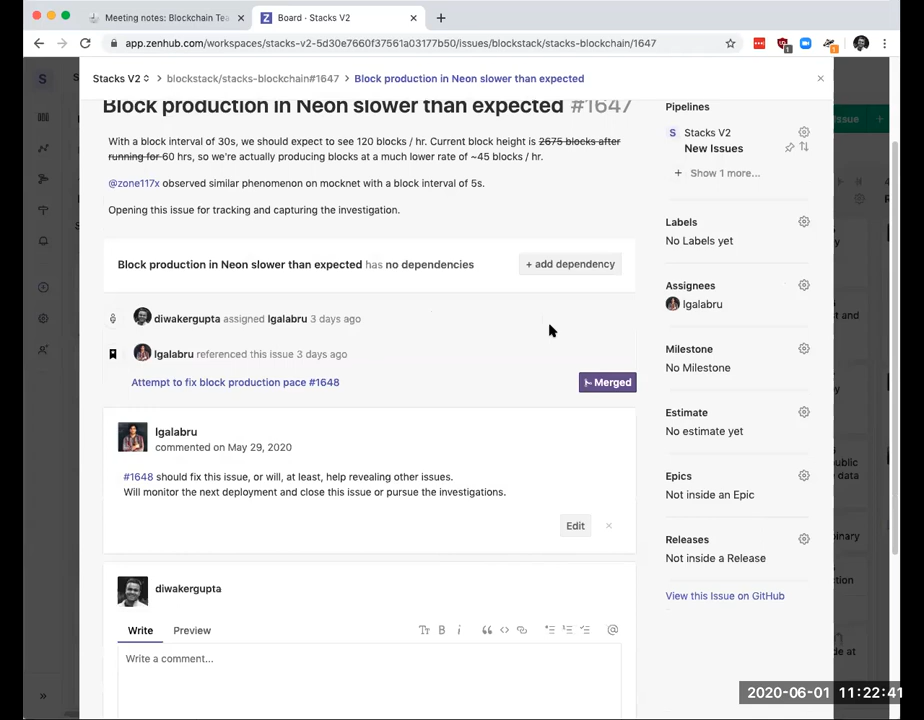 Meeting notes: Blockchain Tea
Board · Stacks V2
app.zenhub.com/workspaces/stacks-v2-5d30e7660f37561a03177b50/issues/blockstack/stacks-blockchain/1647
Stacks V2 > blockstack/stacks-blockchain#1647 > Block production in Neon slower than expected
Block production in Neon slower than expected #1647
With a block interval of 30s, we should expect to see 120 blocks / hr. Current block height is 2675 blocks after
running for 60 hrs, so we're actually producing blocks at a much lower rate of ~45 blocks / hr.
@zone117x observed similar phenomenon on mocknet with a block interval of 5s.
Opening this issue for tracking and capturing the investigation.
Block production in Neon slower than expected has no dependencies
+ add dependency
diwakergupta assigned lgalabru 3 days ago
lgalabru referenced this issue 3 days ago
Attempt to fix block production pace #1648
Merged
lgalabru
commented on May 29, 2020
#1648 should fix this issue, or will, at least, help revealing other issues.
Will monitor the next deployment and close this issue or pursue the investigations.
Edit
diwakergupta
Write Preview
Write a comment...
Pipelines
S Stacks V2
New Issues
+ Show 1 more...
Labels
No Labels yet
Assignees
lgalabru
Milestone
No Milestone
Estimate
No estimate yet
Epics
Not inside an Epic
Releases
Not inside a Release
View this Issue on GitHub
2020-06-01 11:22:41